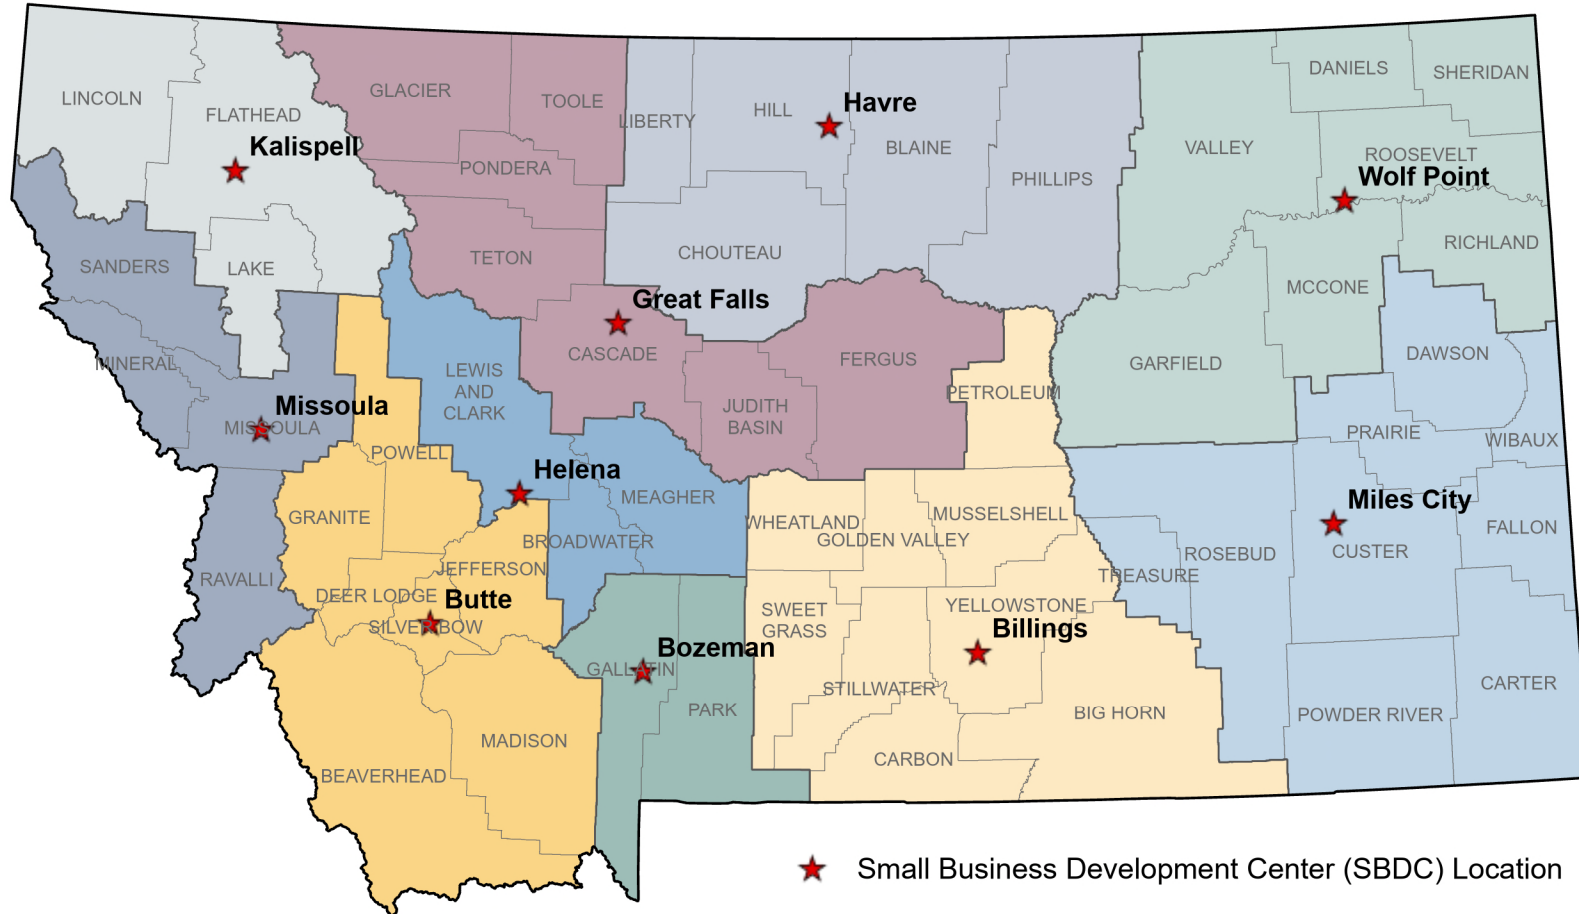 LINCOLN
FLATHEAD
Kalispell
GLACIER
TOOLE
PONDERA
TETON
LIBERTY
HILL
Havre
BLAINE
PHILLIPS
CHOUTEAU
VALLEY
DANIELS
SHERIDAN
ROOSEVELT
Wolf Point
RICHLAND
MCCONE
GARFIELD
SANDERS
LAKE
MINERAL
Missoula
MISSOULA
RAVALLI
Great Falls
CASCADE
JUDITH
BASIN
FERGUS
PETROLEUM
LEWIS
AND
CLARK
Helena
MEAGHER
BROADWATER
POWELL
GRANITE
JEFFERSON
DEER LODGE
Butte
SILVER BOW
MADISON
BEAVERHEAD
Bozeman
GALLATIN
PARK
WHEATLAND
GOLDEN VALLEY
MUSSELSHELL
SWEET
GRASS
YELLOWSTONE
Billings
STILLWATER
CARBON
BIG HORN
TREASURE
ROSEBUD
DAWSON
PRAIRIE
WIBAUX
Miles City
CUSTER
FALLON
POWDER RIVER
CARTER
Small Business Development Center (SBDC) Location